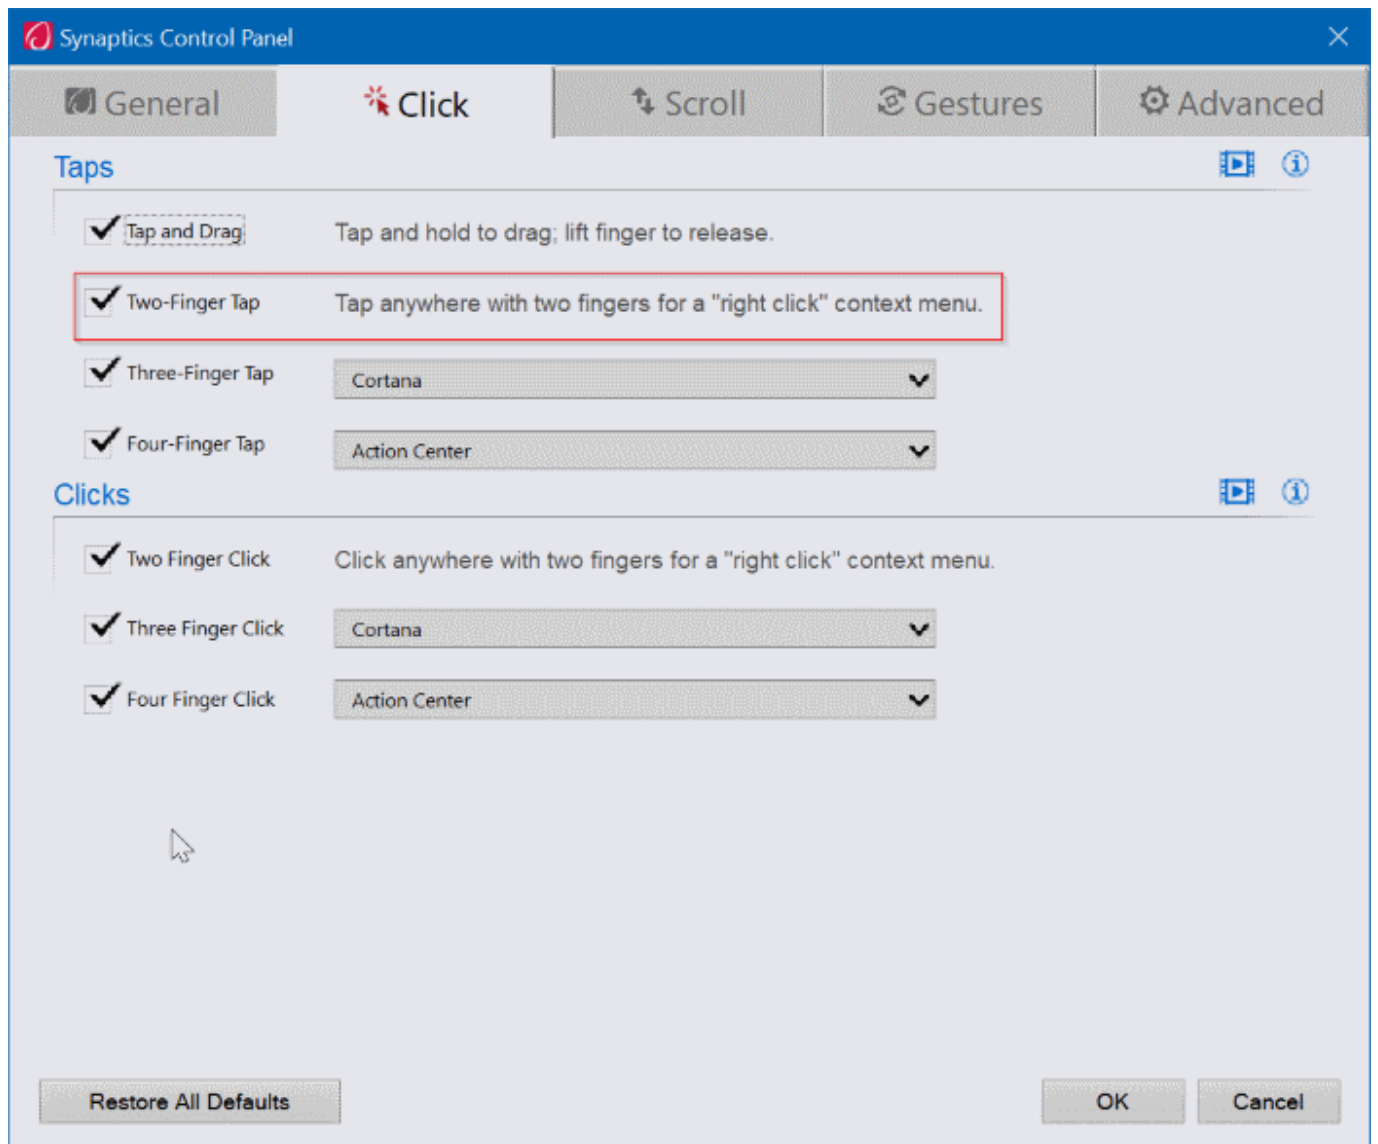 Synaptics Control Panel
General Click Scroll Gestures Advanced
Taps
Tap and Drag Tap and hold to drag; lift finger to release.
Two-Finger Tap Tap anywhere with two fingers for a "right click" context menu.
Three-Finger Tap Cortana
Four-Finger Tap Action Center
Clicks
Two Finger Click Click anywhere with two fingers for a "right click" context menu.
Three Finger Click Cortana
Four Finger Click Action Center
Restore All Defaults OK Cancel